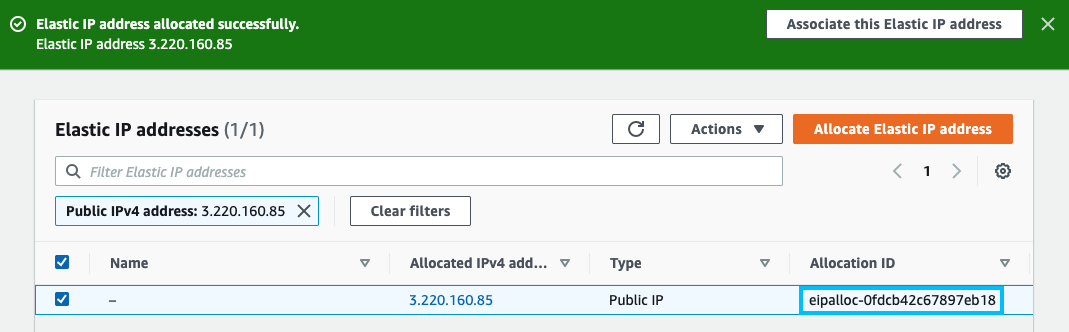 Elastic IP address allocated successfully.
Elastic IP address 3.220.160.85
Associate this Elastic IP address
Elastic IP addresses (1/1)
Actions
Allocate Elastic IP address
Filter Elastic IP addresses
1
Public IPv4 address: 3.220.160.85
Clear filters
Name Allocated IPv4 add... Type Allocation ID
– 3.220.160.85 Public IP eipalloc-0fdcb42c67897eb18